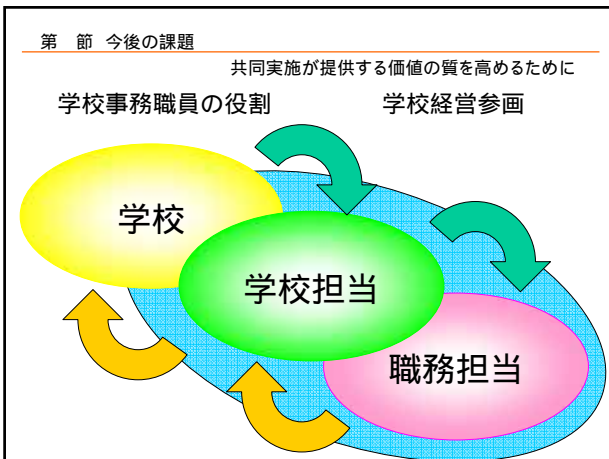 第　節 今後の課題
共同実施が提供する価値の質を高めるために
学校事務職員の役割　学校経営参画
学校
学校担当
職務担当